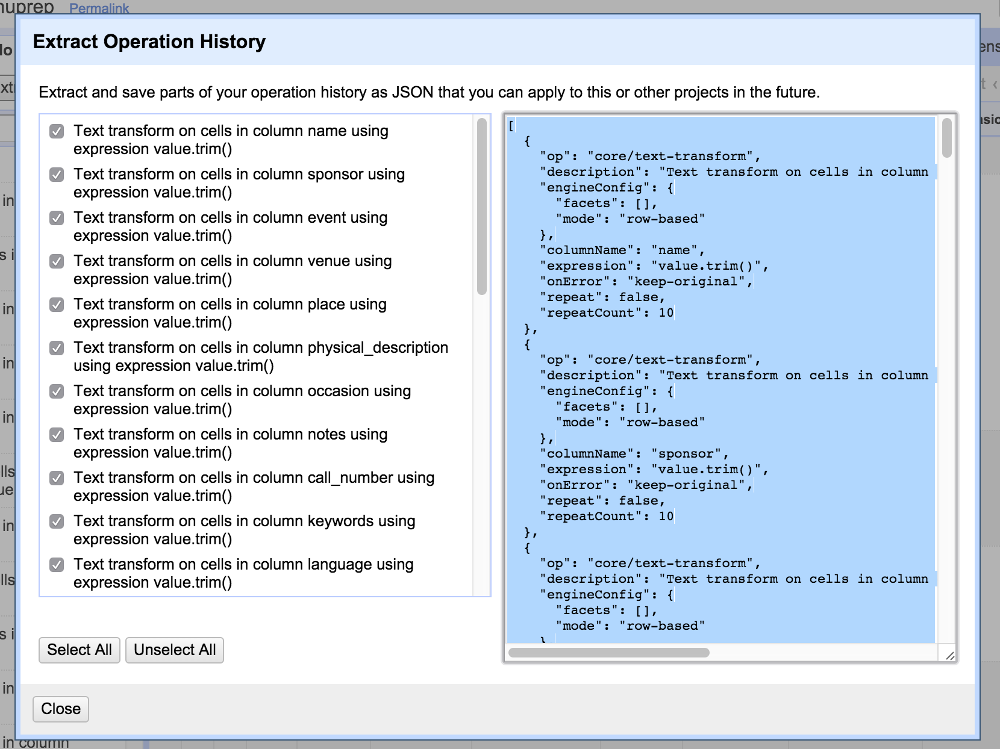 Permalink
Extract Operation History
Extract and save parts of your operation history as JSON that you can apply to this or other projects in the future.
Text transform on cells in column name using
expression value.trim()
Text transform on cells in column sponsor using
expression value.trim()
Text transform on cells in column event using
expression value.trim()
Text transform on cells in column venue using
expression value.trim()
Text transform on cells in column place using
expression value.trim()
Text transform on cells in column physical_description
using expression value.trim()
Text transform on cells in column occasion using
expression value.trim()
Text transform on cells in column notes using
expression value.trim()
Text transform on cells in column call_number using
expression value.trim()
Text transform on cells in column keywords using
expression value.trim()
Text transform on cells in column language using
expression value.trim()
[
{
"op": "core/text-transform",
"description": "Text transform on cells in column
"engineConfig": {
"facets": [],
"mode": "row-based"
},
"columnName": "name",
"expression": "value.trim()",
"onError": "keep-original",
"repeat": false,
"repeatCount": 10
},
{
"op": "core/text-transform",
"description": "Text transform on cells in column
"engineConfig": {
"facets": [],
"mode": "row-based"
},
"columnName": "sponsor",
"expression": "value.trim()",
"onError": "keep-original",
"repeat": false,
"repeatCount": 10
},
{
"op": "core/text-transform",
"description": "Text transform on cells in column
"engineConfig": {
"facets": [],
"mode": "row-based"
}
Select All
Unselect All
Close
in column